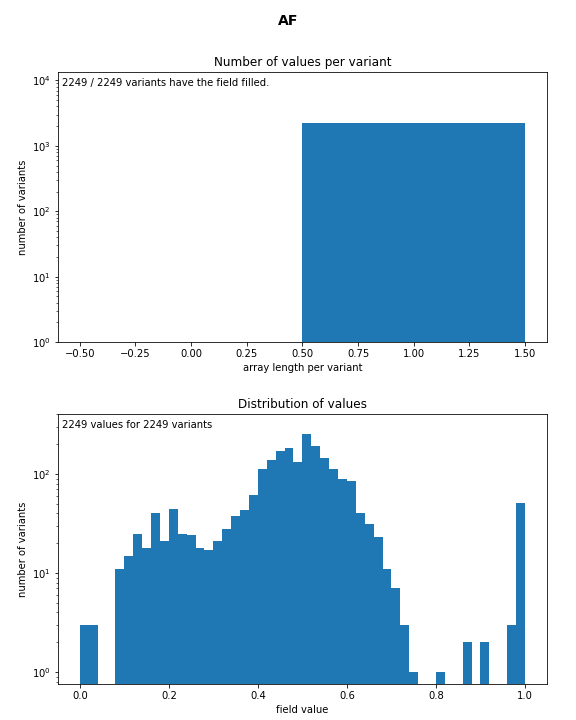 AF
Number of values per variant
2249 / 2249 variants have the field filled.
10⁴
10³
10²
10¹
10⁰
number of variants
−0.50 −0.25 0.00 0.25 0.50 0.75 1.00 1.25 1.50
array length per variant
Distribution of values
2249 values for 2249 variants
10²
10¹
10⁰
number of variants
0.0 0.2 0.4 0.6 0.8 1.0
field value